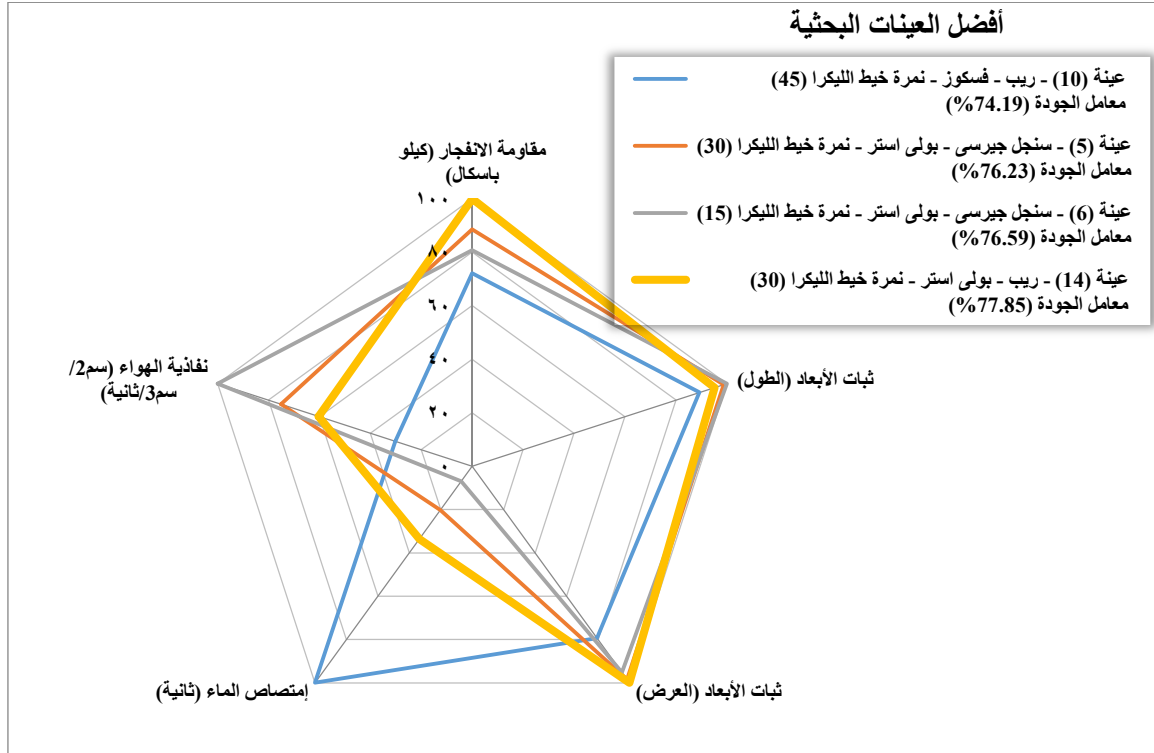 أفضل العينات البحثية
عينة (10) - ريب - فسكوز - نمرة خيط الليكرا (45)
معامل الجودة (74.19%)
عينة (5) - سنجل جيرسى - بولى استر - نمرة خيط الليكرا (30)
معامل الجودة (76.23%)
عينة (6) - سنجل جيرسى - بولى استر - نمرة خيط الليكرا (15)
معامل الجودة (76.59%)
عينة (14) - ريب - بولى استر - نمرة خيط الليكرا (30)
معامل الجودة (77.85%)
مقاومة الانفجار (كيلو
باسكال)
١٠٠
٨٠
٦٠
٤٠
٢٠
٠
ثبات الأبعاد (الطول)
ثبات الأبعاد (العرض)
إمتصاص الماء (ثانية)
نفاذية الهواء (سم2/
سم3/ثانية)